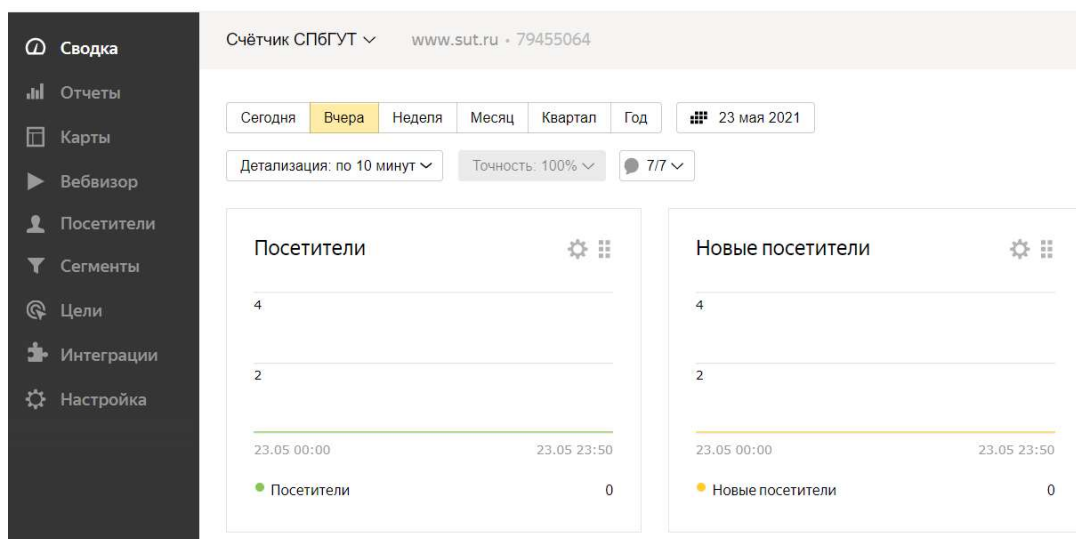 Сводка
Отчеты
Карты
Вебвизор
Посетители
Сегменты
Цели
Интеграции
Настройка
Счётчик СПбГУТ www.sut.ru • 79455064
Сегодня Вчера Неделя Месяц Квартал Год 23 мая 2021
Детализация: по 10 минут Точность: 100% 7/7
Посетители
4
2
23.05 00:00 23.05 23:50
Посетители 0
Новые посетители
4
2
23.05 00:00 23.05 23:50
Новые посетители 0